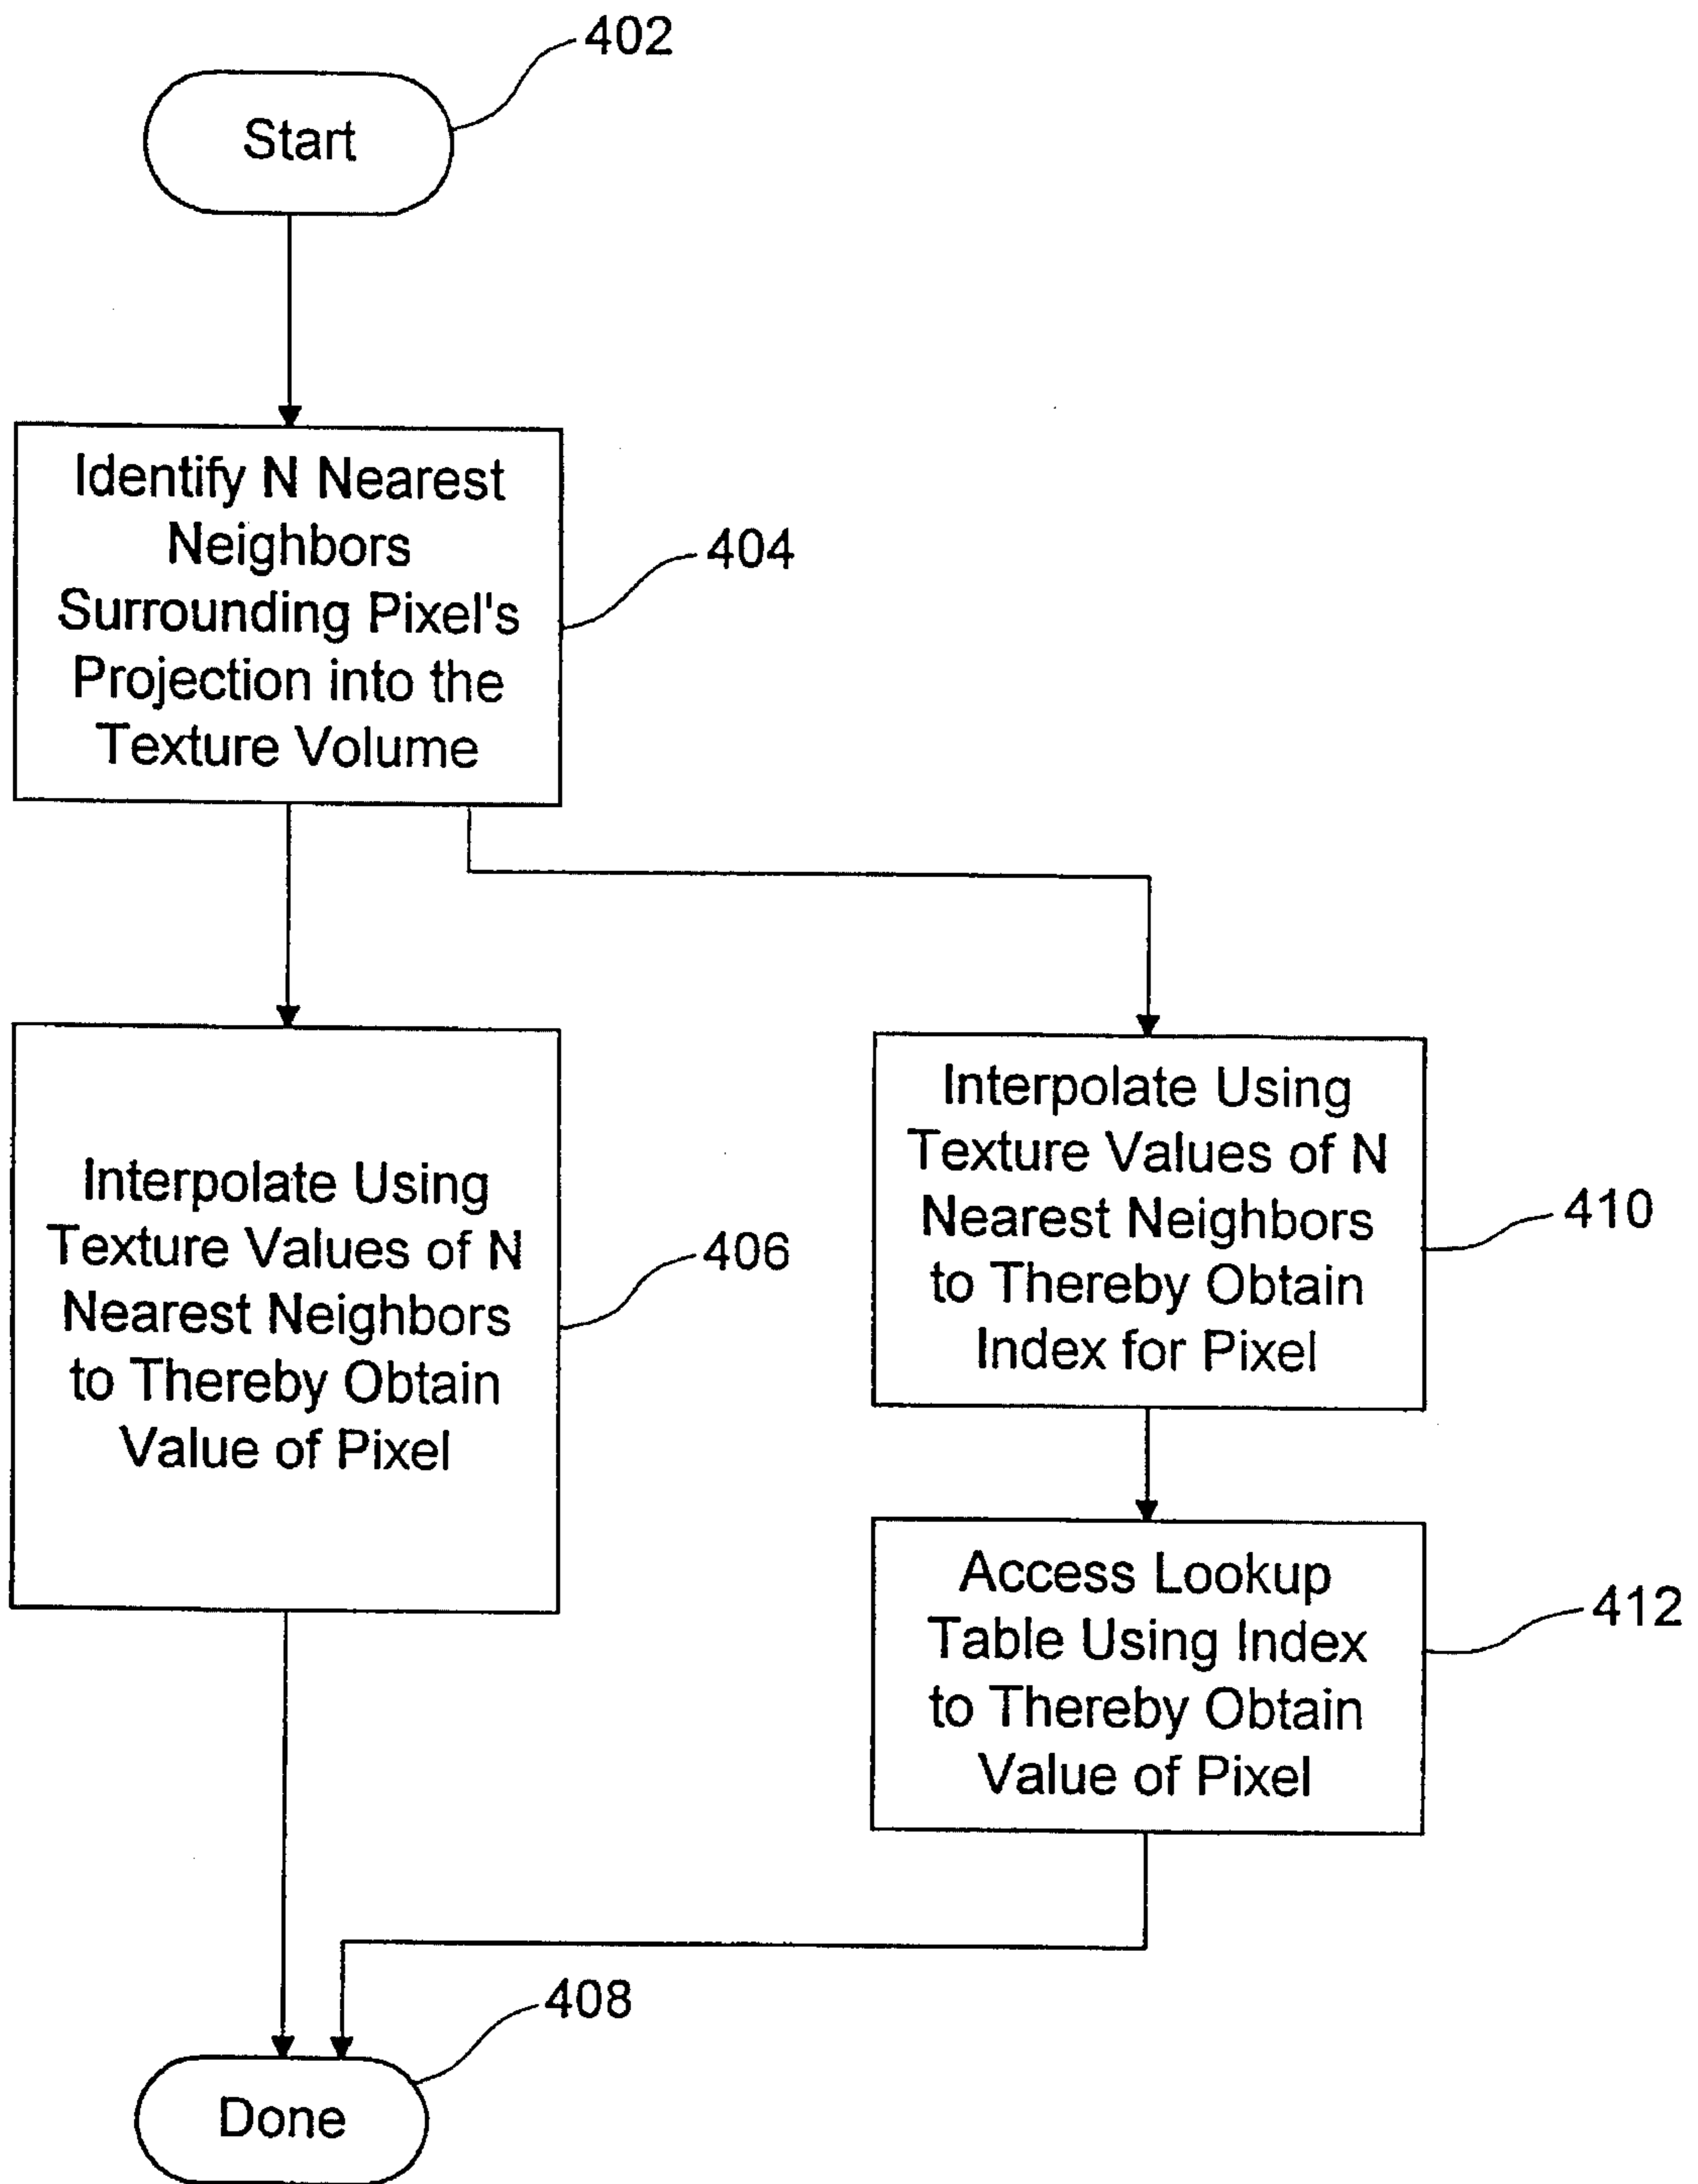 402
Start
Identify N Nearest
Neighbors
Surrounding Pixel's
Projection into the
Texture Volume
404
Interpolate Using
Texture Values of N
Nearest Neighbors
to Thereby Obtain
Value of Pixel
406
Interpolate Using
Texture Values of N
Nearest Neighbors
to Thereby Obtain
Index for Pixel
410
Access Lookup
Table Using Index
to Thereby Obtain
Value of Pixel
412
408
Done